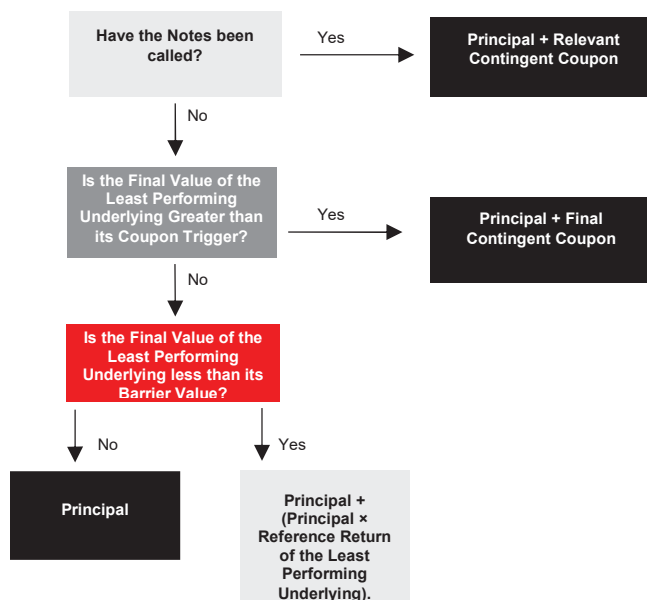 Have the Notes been
called?
Yes
Principal + Relevant
Contingent Coupon
No
Is the Final Value of the
Least Performing
Underlying Greater than
its Coupon Trigger?
Yes
Principal + Final
Contingent Coupon
No
Is the Final Value of the
Least Performing
Underlying less than its
Barrier Value?
No
Yes
Principal
Principal +
(Principal ×
Reference Return
of the Least
Performing
Underlying).